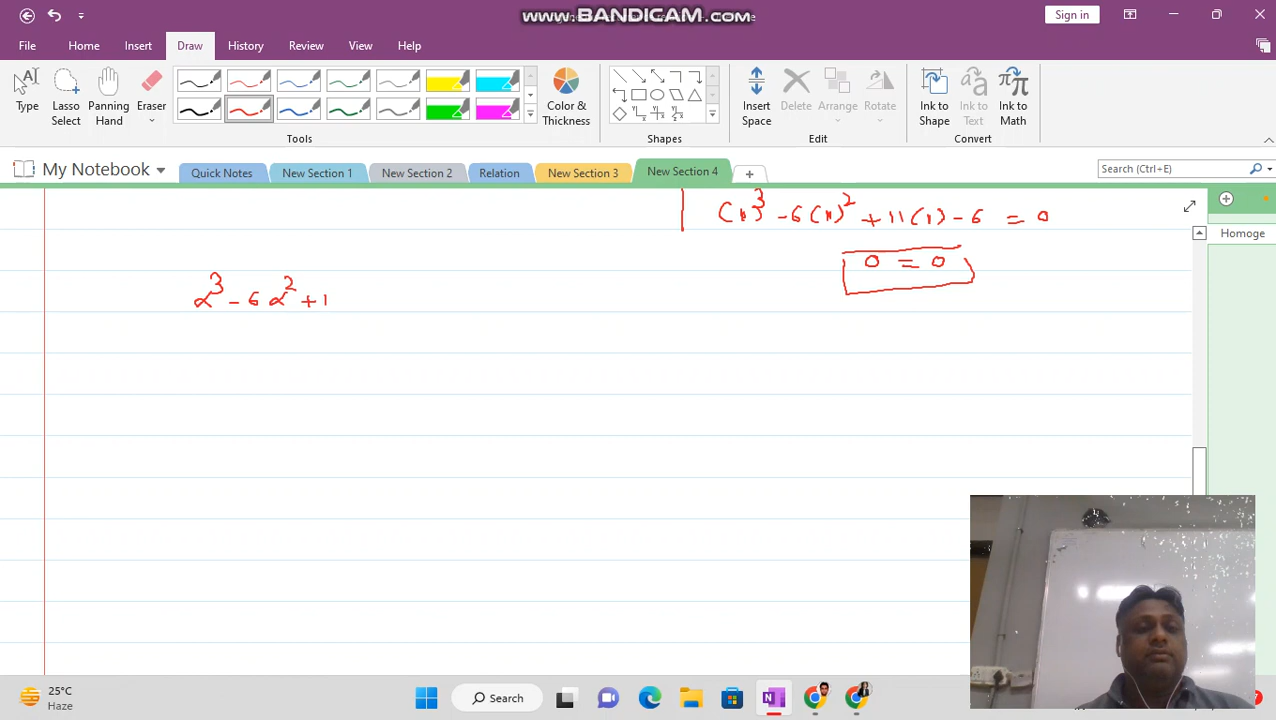 www.BANDICAM.com
Sign in
File Home Insert Draw History Review View Help
Type Lasso Select Panning Hand Eraser Color & Thickness Insert Space Delete Arrange Rotate Ink to Shape Ink to Text Ink to Math
Tools Shapes Edit Convert
My Notebook Quick Notes New Section 1 New Section 2 Relation New Section 3 New Section 4 Search (Ctrl+E)
(1)³ - 6(1)² + 11(1) - 6 = 0
Homoge
0 = 0
α³ - 6α² + 1
25°C
Haze
Search